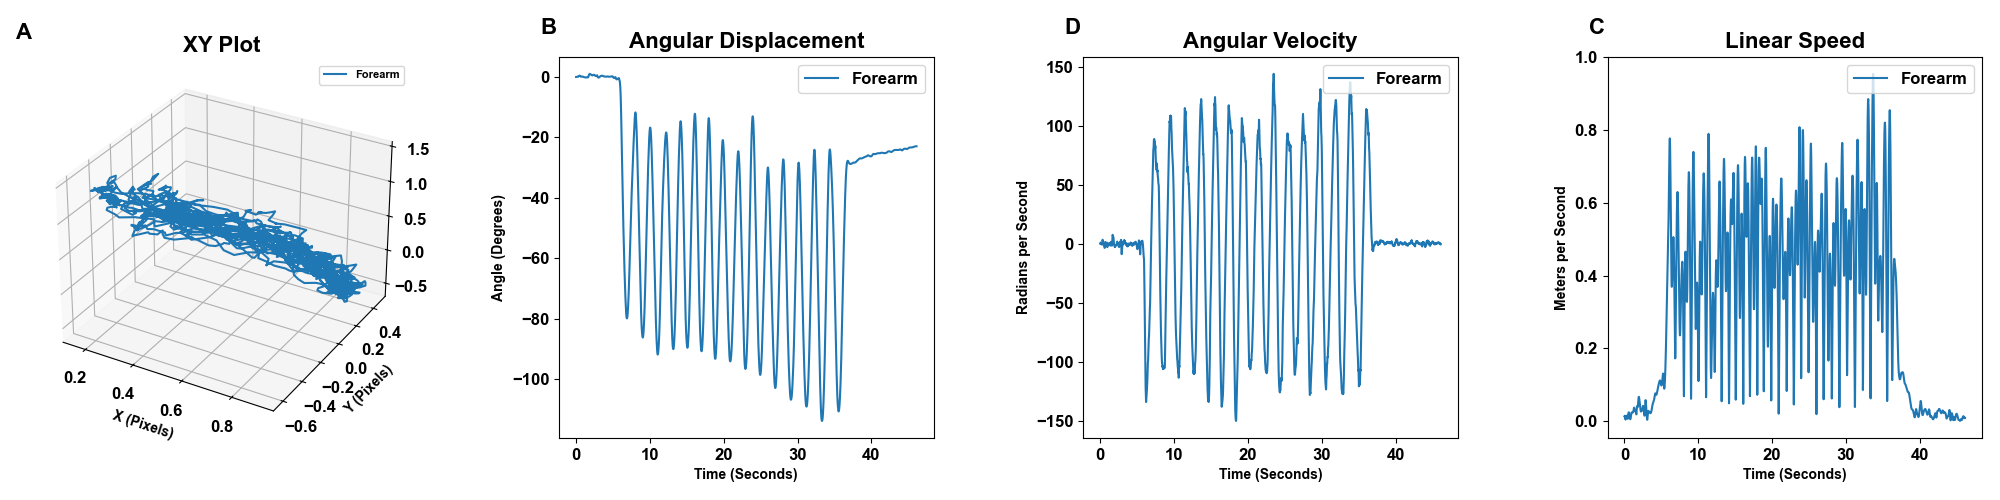 A
XY Plot
Forearm
1.5
1.0
0.5
0.0
−0.5
0.4
0.2
0.0
−0.2
−0.4
−0.6
Y (Pixels)
0.2
0.4
0.6
0.8
X (Pixels)
B
Angular Displacement
Forearm
0
−20
−40
−60
−80
−100
Angle (Degrees)
0 10 20 30 40
Time (Seconds)
D
Angular Velocity
Forearm
150
100
50
0
−50
−100
−150
Radians per Second
0 10 20 30 40
Time (Seconds)
C
Linear Speed
Forearm
1.0
0.8
0.6
0.4
0.2
0.0
Meters per Second
0 10 20 30 40
Time (Seconds)